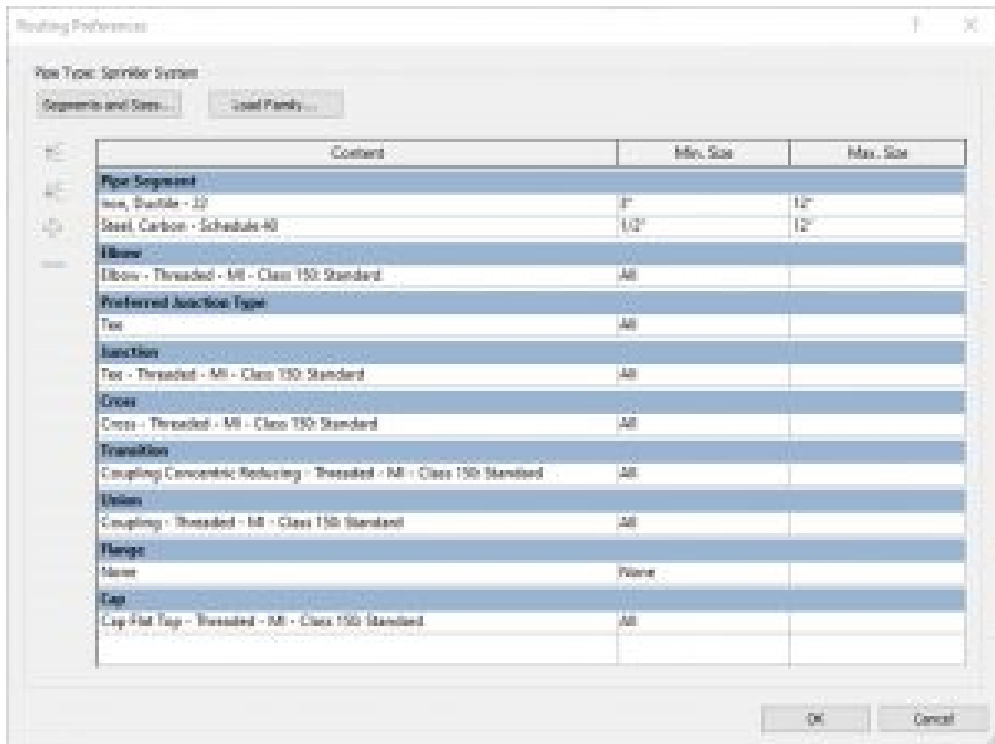 Routing Preferences ? X
Pipe Type: Sprinkler System
Segments and Sizes... Load Family...
Content Min. Size Max. Size
Pipe Segment
Iron, Ductile - 22 12"
Steel, Carbon - Schedule 40 1/2" 12"
Elbow
Elbow - Threaded - MI - Class 150: Standard All
Preferred Junction Type
Tee All
Junction
Tee - Threaded - MI - Class 150: Standard All
Cross
Cross - Threaded - MI - Class 150: Standard All
Transition
Coupling Concentric Reducing - Threaded - MI - Class 150: Standard All
Union
Coupling - Threaded - MI - Class 150: Standard All
Flange
None None
Cap
Cap Flat Top - Threaded - MI - Class 150: Standard All
OK Cancel